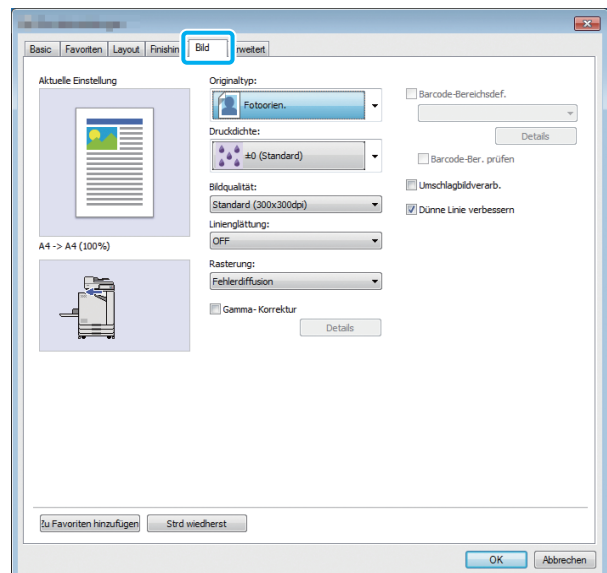 Basic Favoriten Layout Finishin Bild rweitert
Aktuelle Einstellung
A4 -> A4 (100%)
Originaltyp:
Fotoorien.
Druckdichte:
±0 (Standard)
Bildqualität:
Standard (300x300dpi)
Linienglättung:
OFF
Rasterung:
Fehlerdiffusion
Gamma-Korrektur
Details
Barcode-Bereichsdef.
Details
Barcode-Ber. prüfen
Umschlagbildverarb.
Dünne Linie verbessern
Zu Favoriten hinzufügen Strd wiedherst
OK Abbrechen